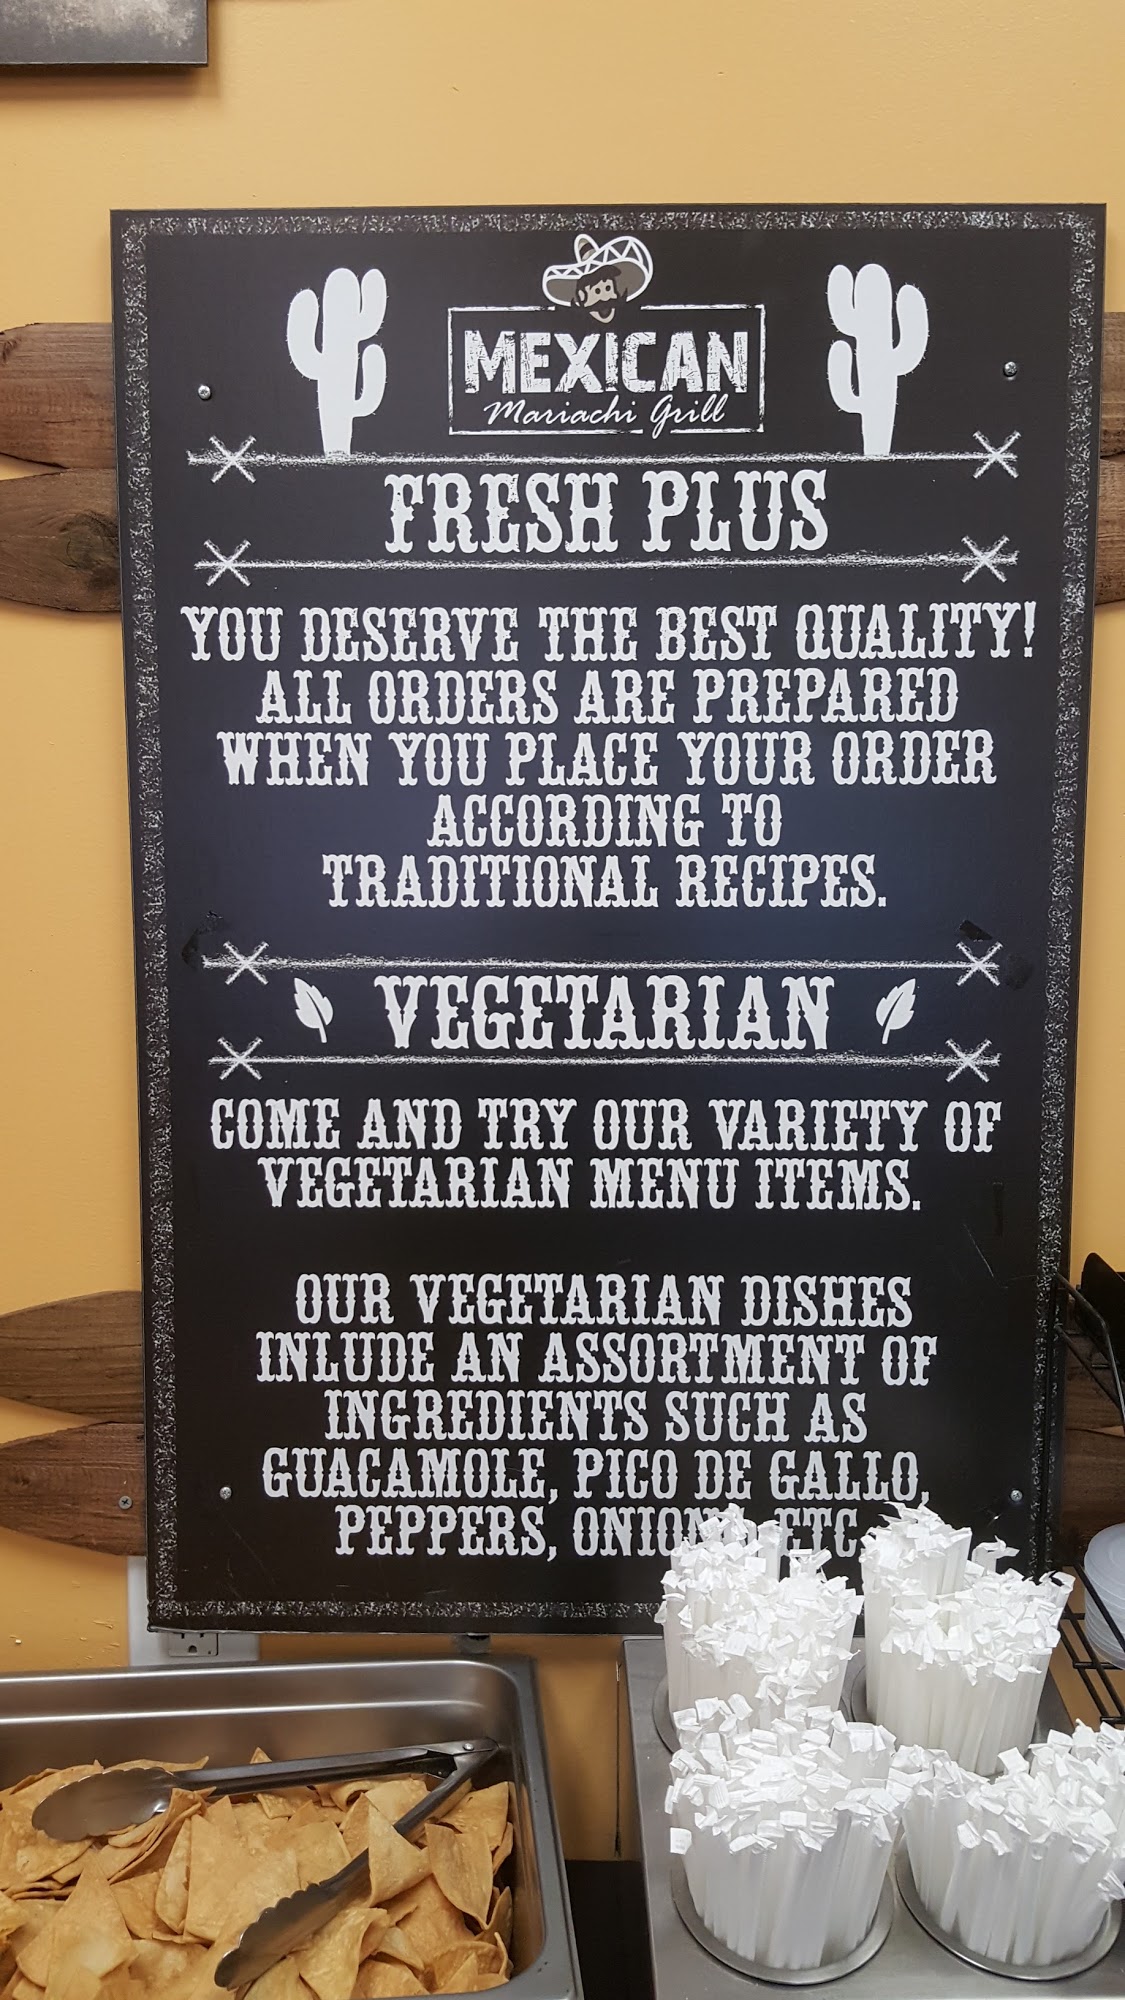 MEXICAN
Mariachi Grill
FRESH PLUS
YOU DESERVE THE BEST QUALITY!
ALL ORDERS ARE PREPARED
WHEN YOU PLACE YOUR ORDER
ACCORDING TO
TRADITIONAL RECIPES.
VEGETARIAN
COME AND TRY OUR VARIETY OF
VEGETARIAN MENU ITEMS.
OUR VEGETARIAN DISHES
INLUDE AN ASSORTMENT OF
INGREDIENTS SUCH AS
GUACAMOLE, PICO DE GALLO,
PEPPERS, ONIONS, ETC.